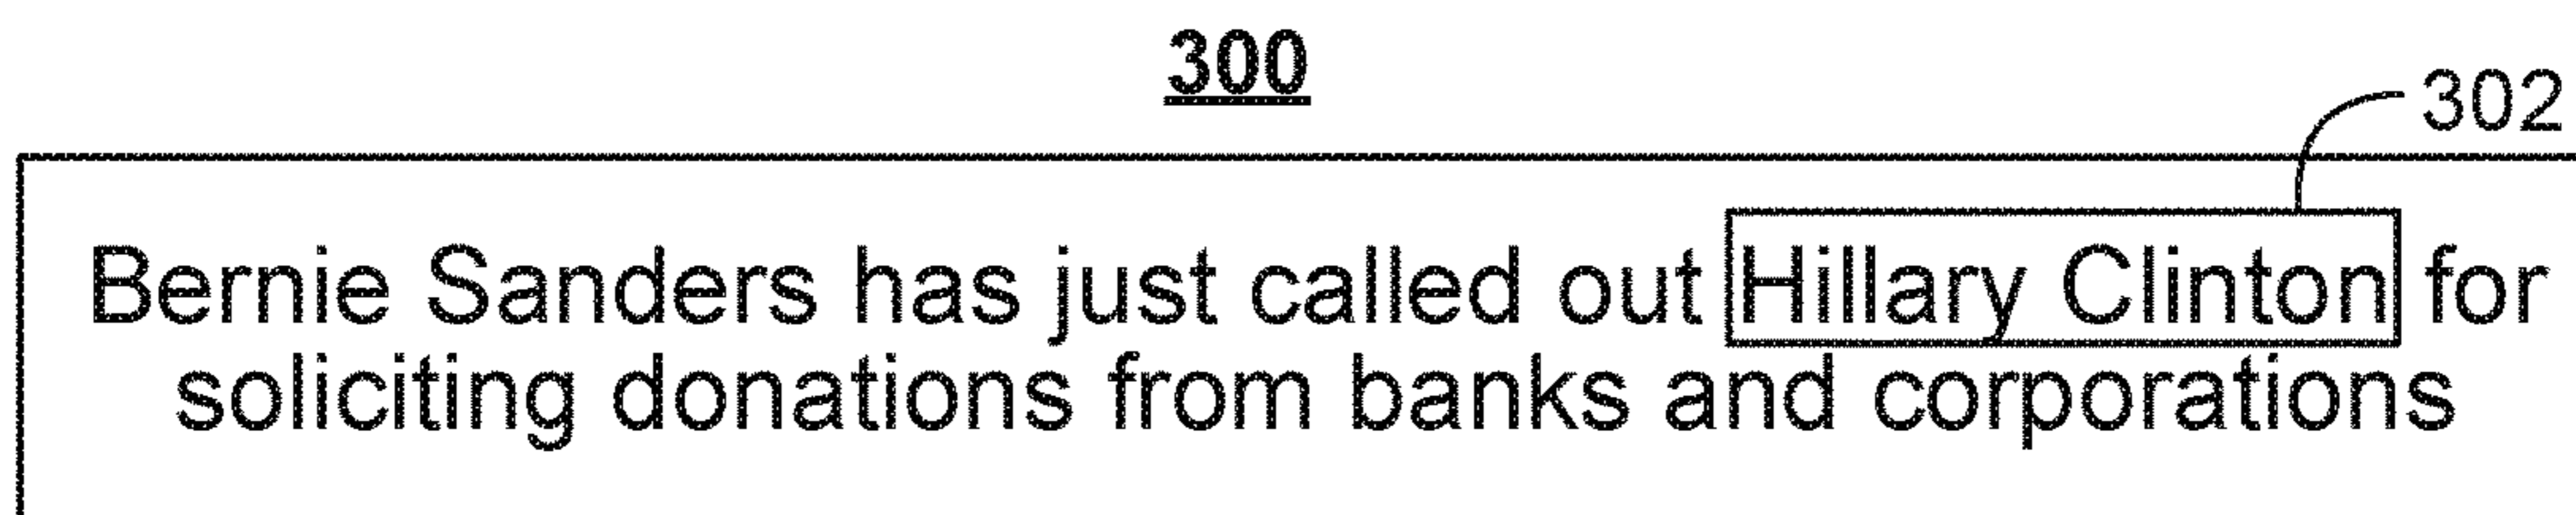 300
302
Bernie Sanders has just called out Hillary Clinton for
soliciting donations from banks and corporations